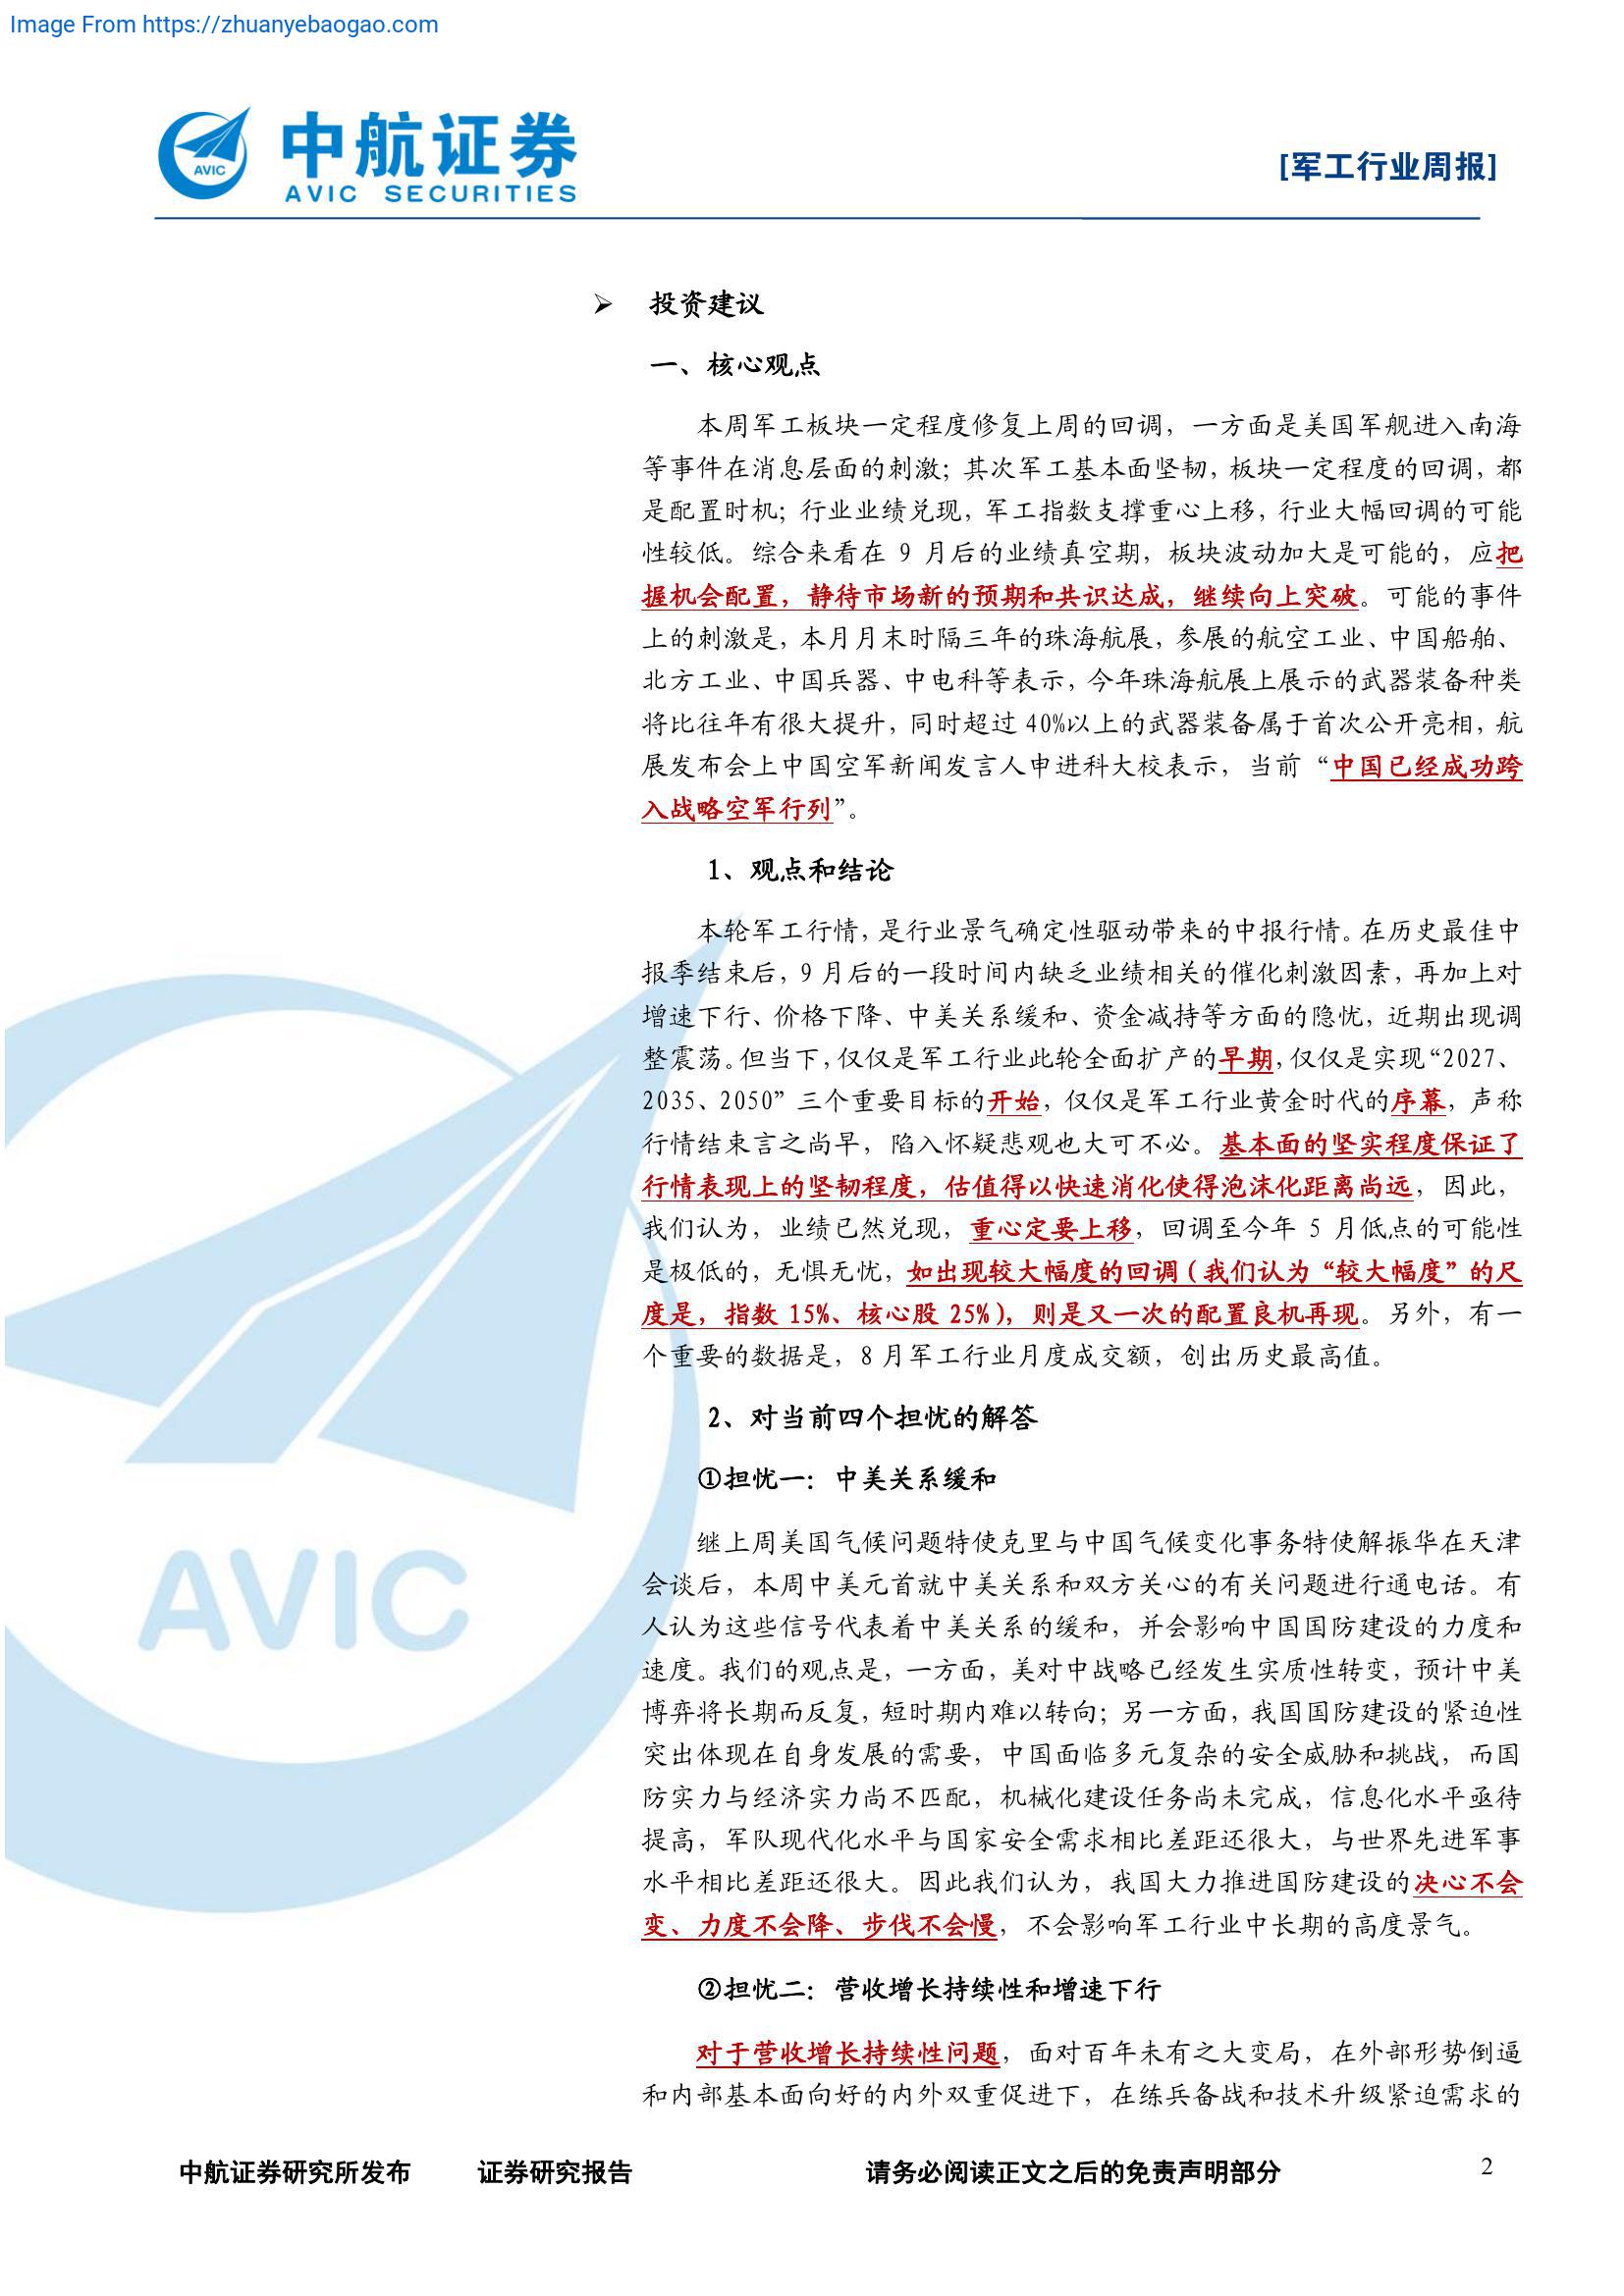 Image From https://zhuanyebaogao.com
AVIC
中航证券
AVIC SECURITIES
[军工行业周报]
➢ 投资建议
一、核心观点
本周军工板块一定程度修复上周的回调，一方面是美国军舰进入南海
等事件在消息层面的刺激；其次军工基本面坚韧，板块一定程度的回调，都
是配置时机；行业业绩兑现，军工指数支撑重心上移，行业大幅回调的可能
性较低。综合来看在 9 月后的业绩真空期，板块波动加大是可能的，应把
握机会配置，静待市场新的预期和共识达成，继续向上突破。可能的事件
上的刺激是，本月月末时隔三年的珠海航展，参展的航空工业、中国船舶、
北方工业、中国兵器、中电科等表示，今年珠海航展上展示的武器装备种类
将比往年有很大提升，同时超过 40%以上的武器装备属于首次公开亮相，航
展发布会上中国空军新闻发言人申进科大校表示，当前“中国已经成功跨
入战略空军行列”。
1、观点和结论
本轮军工行情，是行业景气确定性驱动带来的中报行情。在历史最佳中
报季结束后，9 月后的一段时间内缺乏业绩相关的催化刺激因素，再加上对
增速下行、价格下降、中美关系缓和、资金减持等方面的隐忧，近期出现调
整震荡。但当下，仅仅是军工行业此轮全面扩产的早期，仅仅是实现“2027、
2035、2050”三个重要目标的开始，仅仅是军工行业黄金时代的序幕，声称
行情结束言之尚早，陷入怀疑悲观也大可不必。基本面的坚实程度保证了
行情表现上的坚韧程度，估值得以快速消化使得泡沫化距离尚远，因此，
我们认为，业绩已然兑现，重心定要上移，回调至今年 5 月低点的可能性
是极低的，无惧无忧，如出现较大幅度的回调（我们认为“较大幅度”的尺
度是，指数 15%、核心股 25%），则是又一次的配置良机再现。另外，有一
个重要的数据是，8 月军工行业月度成交额，创出历史最高值。
2、对当前四个担忧的解答
①担忧一：中美关系缓和
继上周美国气候问题特使克里与中国气候变化事务特使解振华在天津
会谈后，本周中美元首就中美关系和双方关心的有关问题进行通电话。有
人认为这些信号代表着中美关系的缓和，并会影响中国国防建设的力度和
速度。我们的观点是，一方面，美对中战略已经发生实质性转变，预计中美
博弈将长期而反复，短时期内难以转向；另一方面，我国国防建设的紧迫性
突出体现在自身发展的需要，中国面临多元复杂的安全威胁和挑战，而国
防实力与经济实力尚不匹配，机械化建设任务尚未完成，信息化水平亟待
提高，军队现代化水平与国家安全需求相比差距还很大，与世界先进军事
水平相比差距还很大。因此我们认为，我国大力推进国防建设的决心不会
变、力度不会降、步伐不会慢，不会影响军工行业中长期的高度景气。
②担忧二：营收增长持续性和增速下行
对于营收增长持续性问题，面对百年未有之大变局，在外部形势倒逼
和内部基本面向好的内外双重促进下，在练兵备战和技术升级紧迫需求的
AVIC
中航证券研究所发布 证券研究报告 请务必阅读正文之后的免责声明部分 2